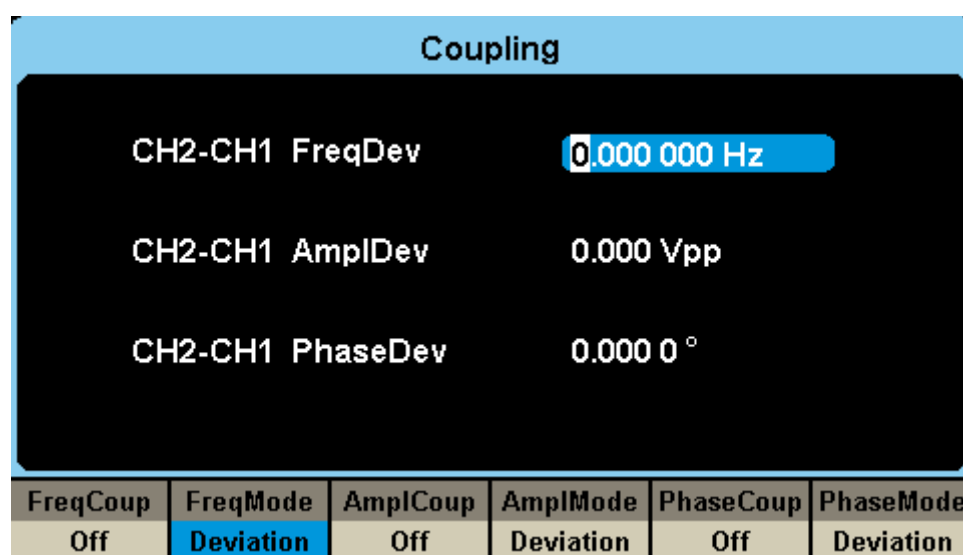 Coupling
CH2-CH1 FreqDev 0.000 000 Hz
CH2-CH1 AmplDev 0.000 Vpp
CH2-CH1 PhaseDev 0.000 0 °
FreqCoup FreqMode AmplCoup AmplMode PhaseCoup PhaseMode
Off Deviation Off Deviation Off Deviation